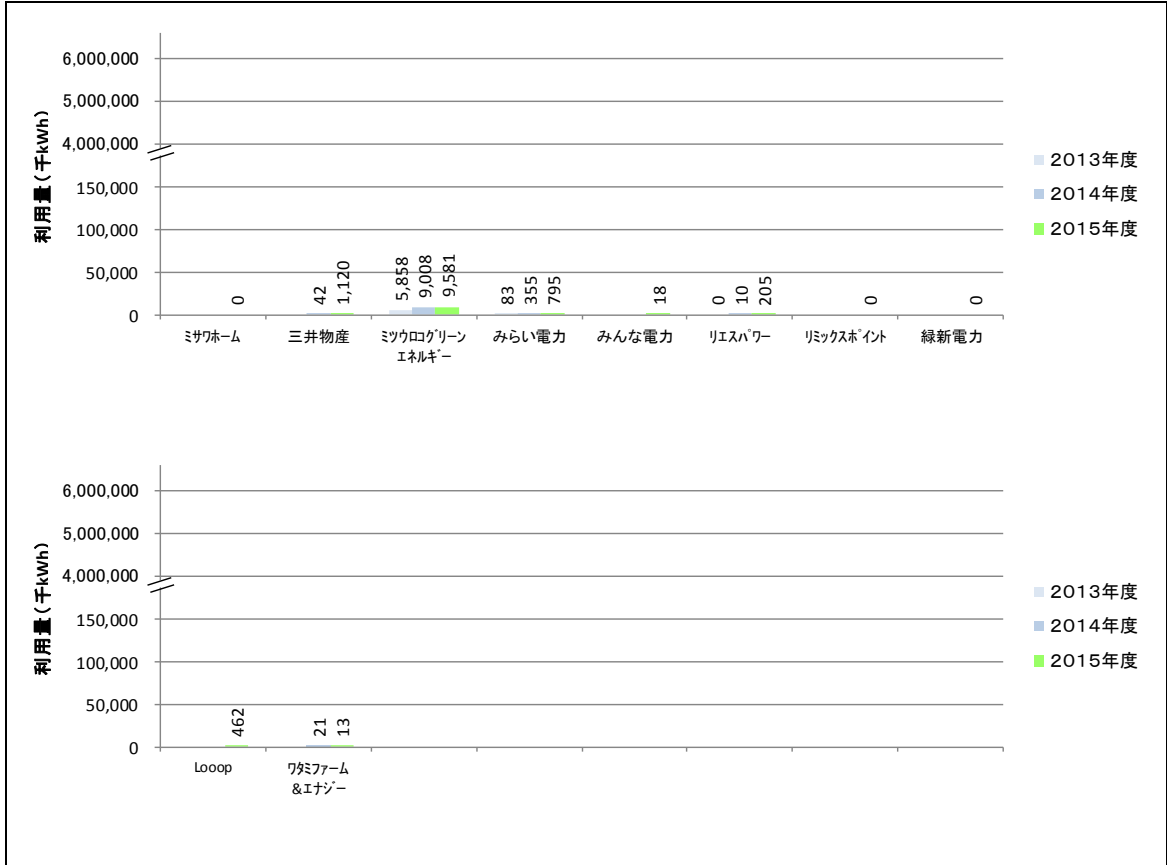 6,000,000
5,000,000
4,000,000
150,000
100,000
50,000
0
利用量(千kWh)
0
42
1,120
5,858
9,008
9,581
83
355
795
18
0
10
205
0
0
ﾐｻﾜﾎｰﾑ
三井物産
ﾐﾂｳﾛｺｸﾞﾘｰﾝ
ｴﾈﾙｷﾞｰ
みらい電力
みんな電力
ﾘｴｽﾊﾟﾜｰ
ﾘﾐｯｸｽﾎﾟｲﾝﾄ
緑新電力
2013年度
2014年度
2015年度
6,000,000
5,000,000
4,000,000
150,000
100,000
50,000
0
利用量(千kWh)
462
21
13
Looop
ﾜﾀﾐﾌｧｰﾑ
&ｴﾅｼﾞｰ
2013年度
2014年度
2015年度